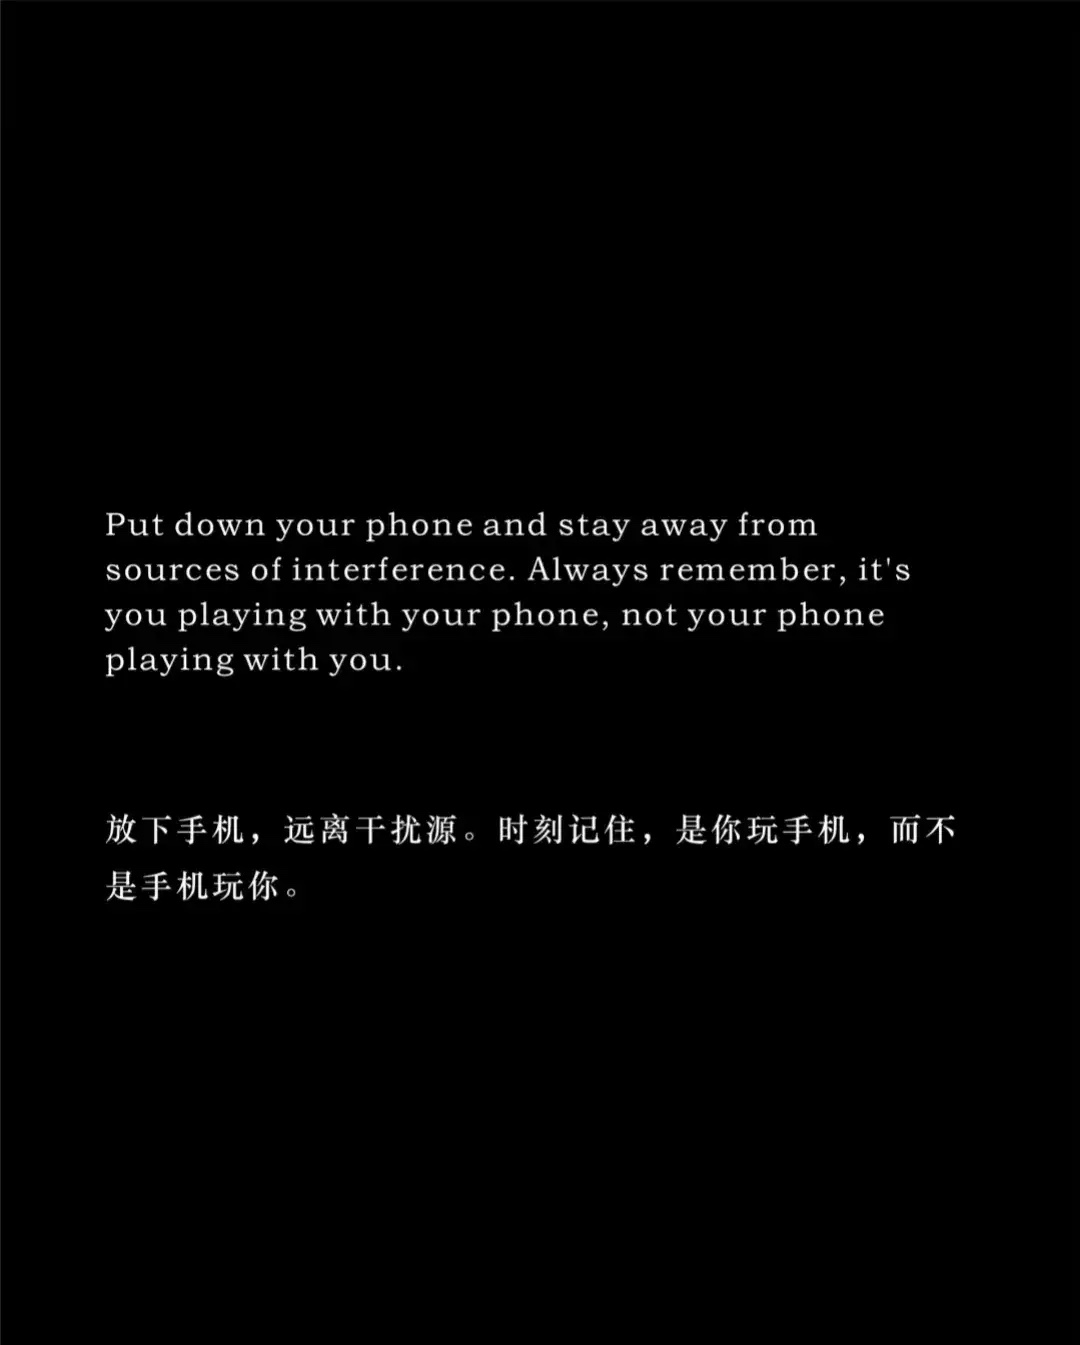 Put down your phone and stay away from
sources of interference. Always remember, it's
you playing with your phone, not your phone
playing with you.
放下手机，远离干扰源。时刻记住，是你玩手机，而不
是手机玩你。